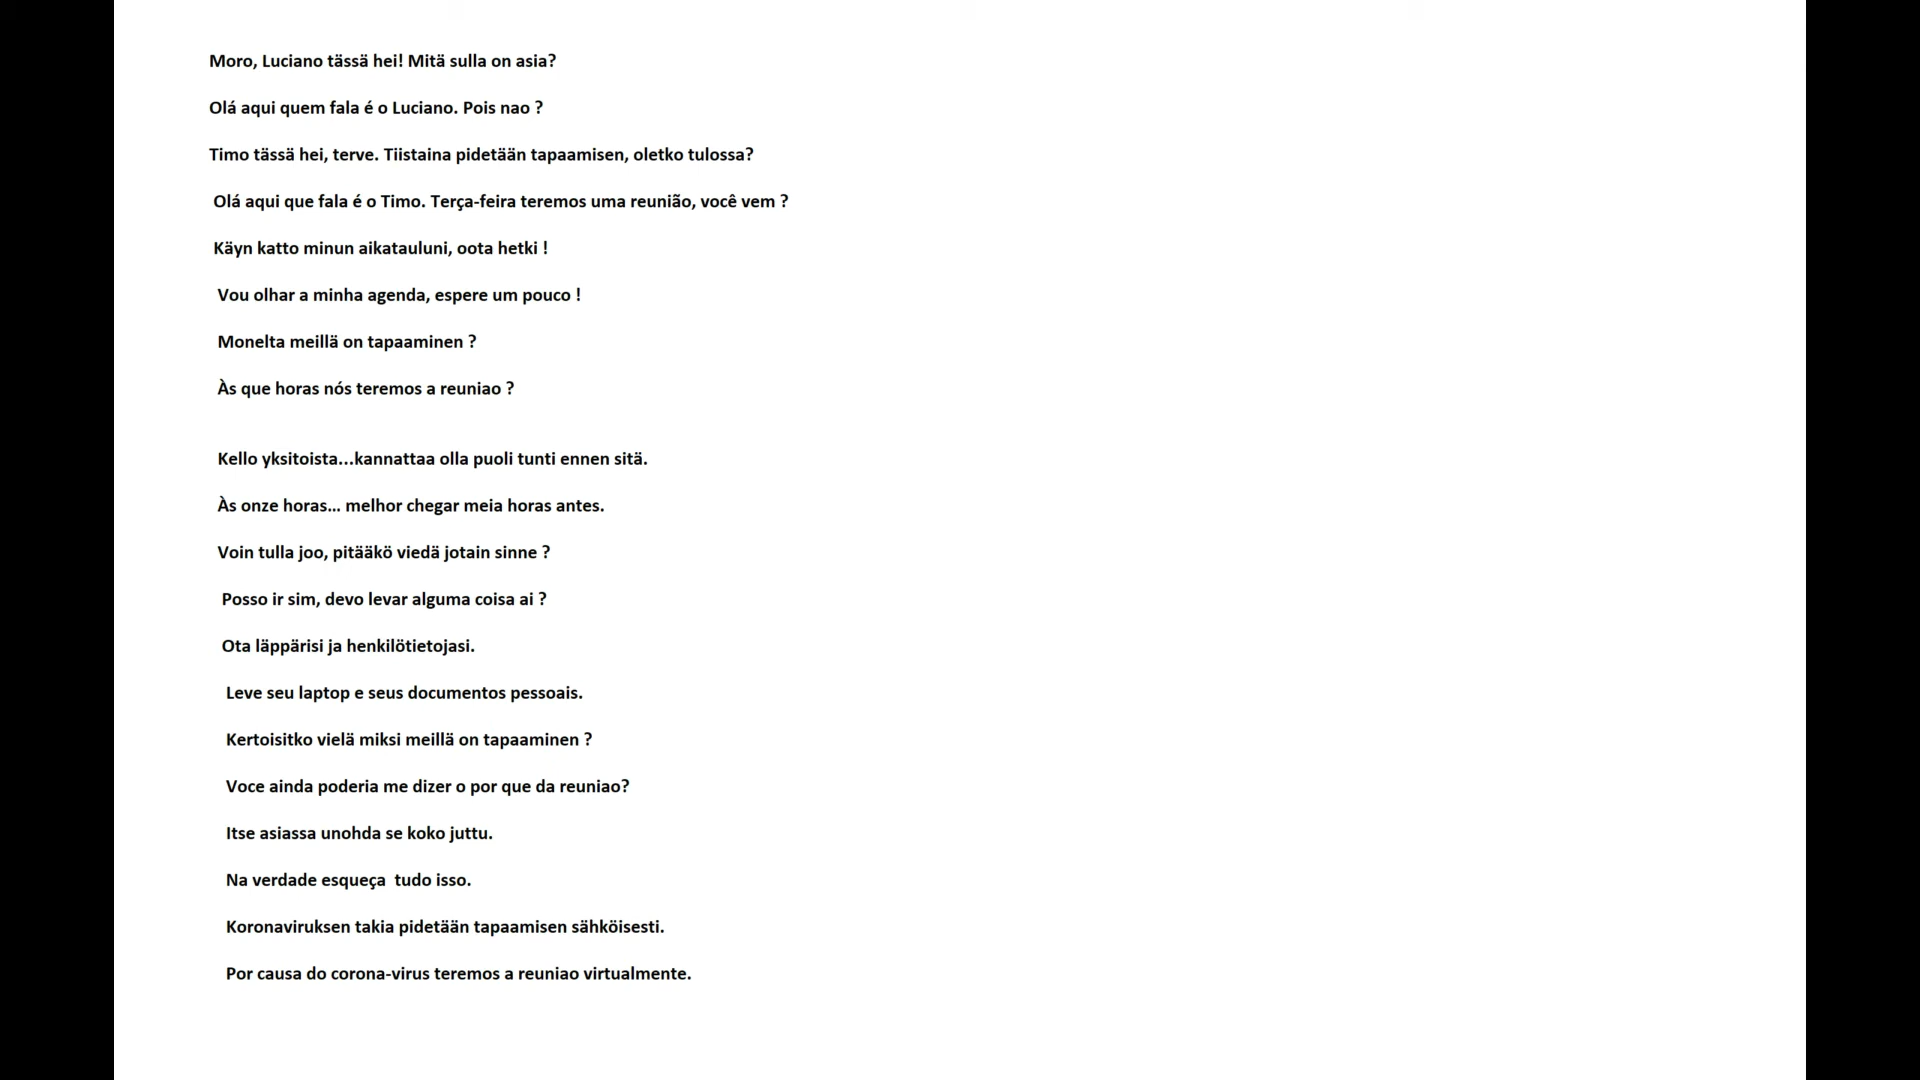 Moro, Luciano tässä hei! Mitä sulla on asia?
Olá aqui quem fala é o Luciano. Pois nao ?
Timo tässä hei, terve. Tiistaina pidetään tapaamisen, oletko tulossa?
Olá aqui que fala é o Timo. Terça-feira teremos uma reunião, você vem ?
Käyn katto minun aikatauluni, oota hetki !
Vou olhar a minha agenda, espere um pouco !
Monelta meillä on tapaaminen ?
Às que horas nós teremos a reuniao ?
Kello yksitoista...kannattaa olla puoli tunti ennen sitä.
Às onze horas... melhor chegar meia horas antes.
Voin tulla joo, pitääkö viedä jotain sinne ?
Posso ir sim, devo levar alguma coisa ai ?
Ota läppärisi ja henkilötietojasi.
Leve seu laptop e seus documentos pessoais.
Kertoisitko vielä miksi meillä on tapaaminen ?
Voce ainda poderia me dizer o por que da reuniao?
Itse asiassa unohda se koko juttu.
Na verdade esqueça  tudo isso.
Koronaviruksen takia pidetään tapaamisen sähköisesti.
Por causa do corona-virus teremos a reuniao virtualmente.